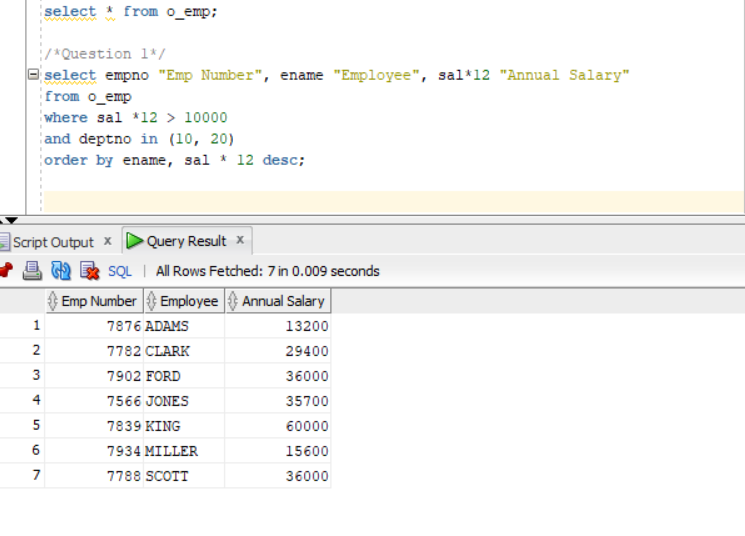 select * from o_emp;
/*Question 1*/
select empno "Emp Number", ename "Employee", sal*12 "Annual Salary"
from o_emp
where sal *12 > 10000
and deptno in (10, 20)
order by ename, sal * 12 desc;
Script Output x Query Result x
SQL | All Rows Fetched: 7 in 0.009 seconds
Emp Number Employee Annual Salary
1 7876 ADAMS 13200
2 7782 CLARK 29400
3 7902 FORD 36000
4 7566 JONES 35700
5 7839 KING 60000
6 7934 MILLER 15600
7 7788 SCOTT 36000